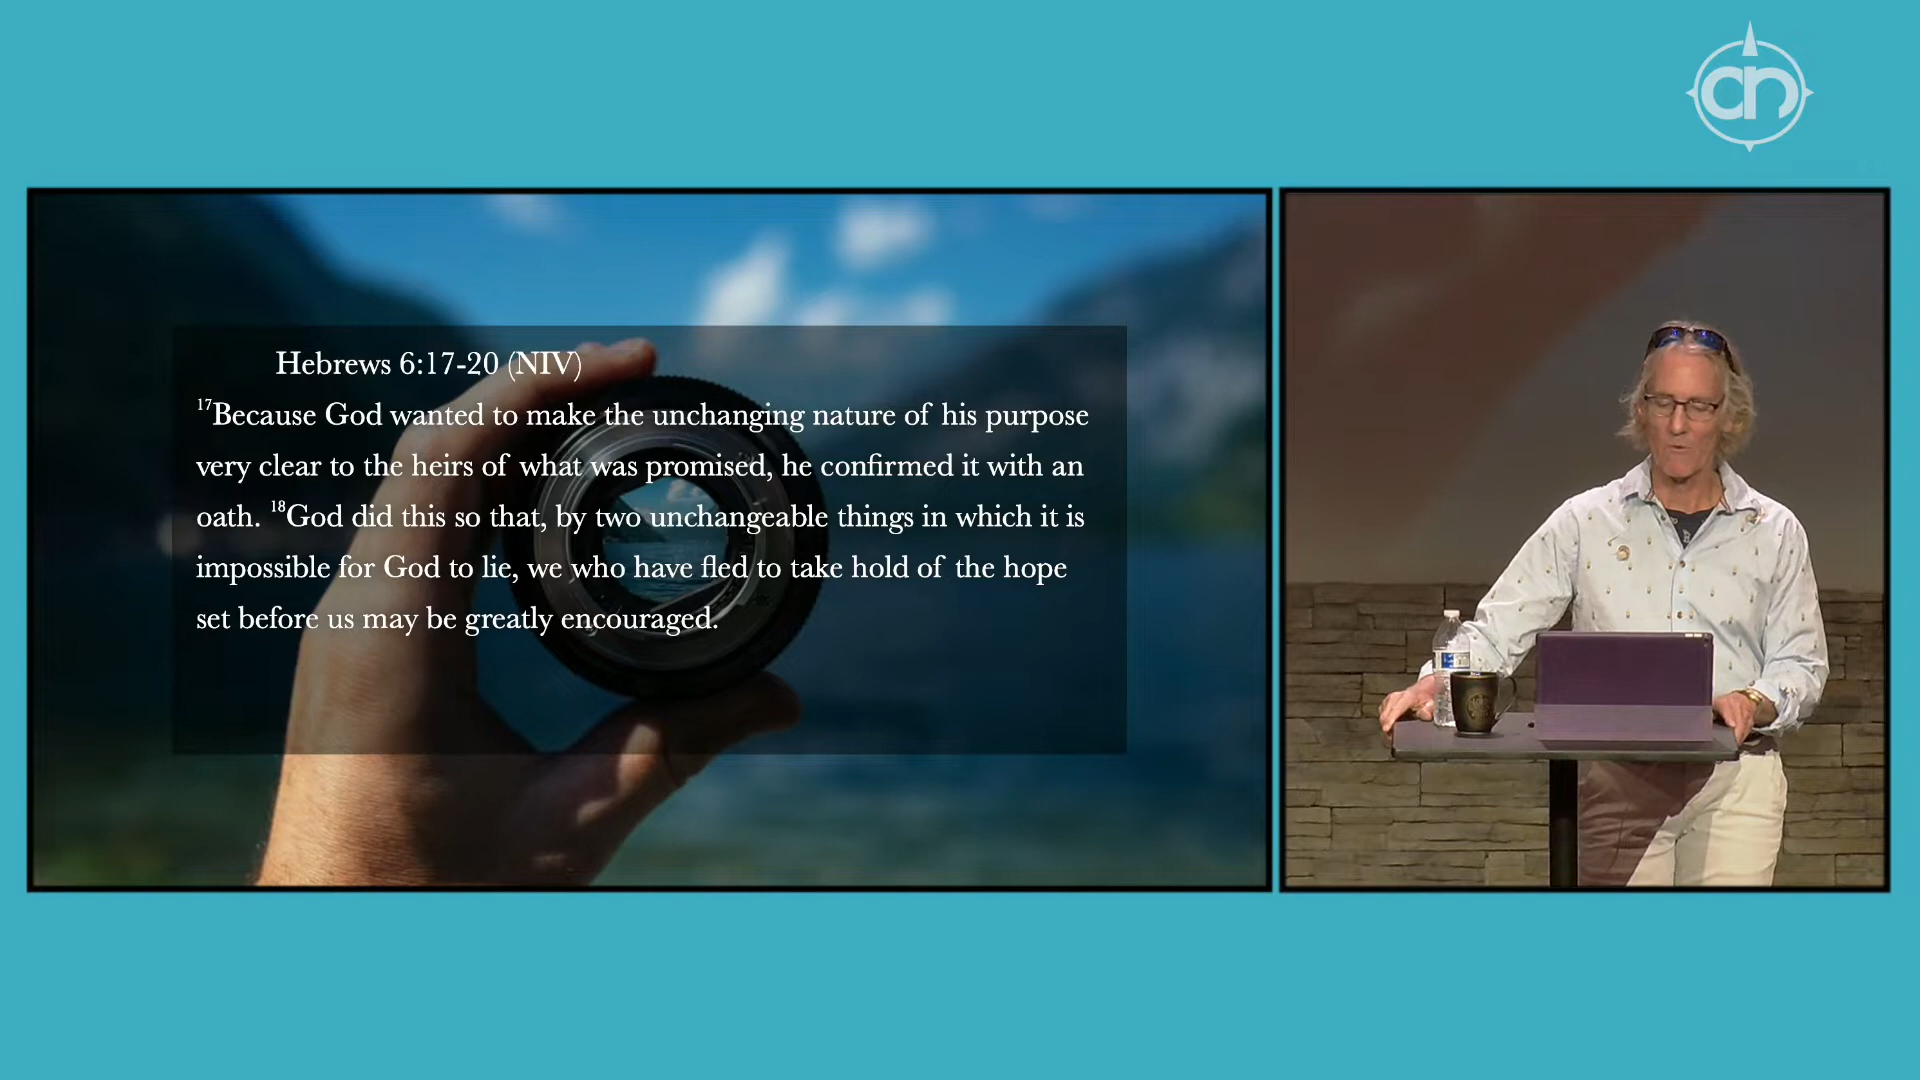 cn
Hebrews 6:17-20 (NIV)
¹⁷Because God wanted to make the unchanging nature of his purpose
very clear to the heirs of what was promised, he confirmed it with an
oath. ¹⁸God did this so that, by two unchangeable things in which it is
impossible for God to lie, we who have fled to take hold of the hope
set before us may be greatly encouraged.